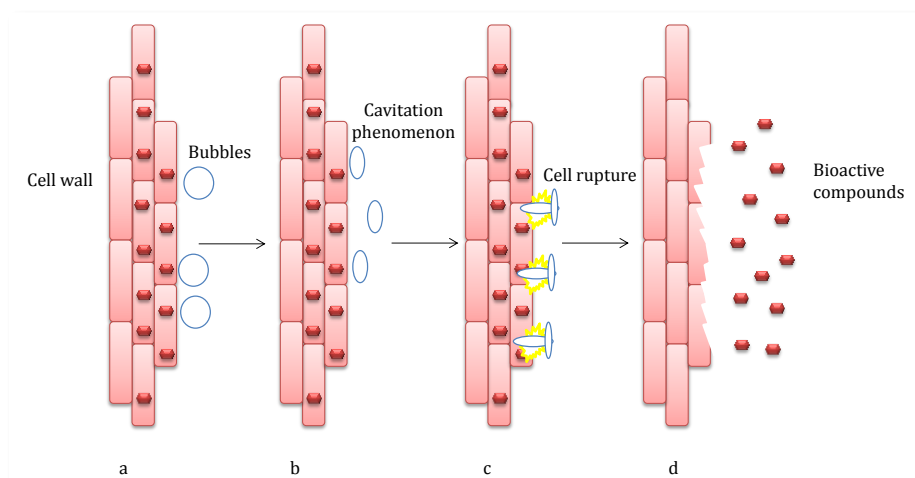 Cell wall
Bubbles
Cavitation
phenomenon
Cell rupture
Bioactive
compounds
a
b
c
d